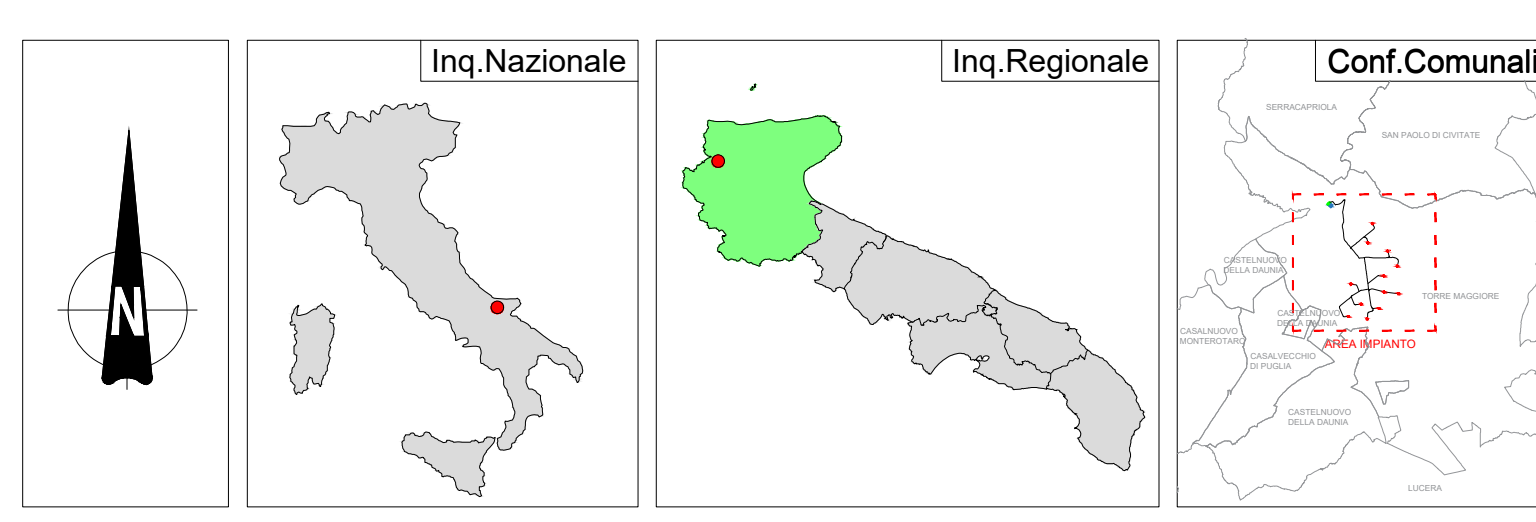 Inq.Nazionale
Inq.Regionale
Conf.Comunali
N
SERRACAPRIOLA
SAN PAOLO DI CIVITATE
CASTELNUOVO
DELLA DAUNIA
TORRE MAGGIORE
CASTELNUOVO
DELLA DAUNIA
CASALNUOVO
MONTEROTARO
AREA IMPIANTO
CASALVECCHIO
DI PUGLIA
CASTELNUOVO
DELLA DAUNIA
LUCERA